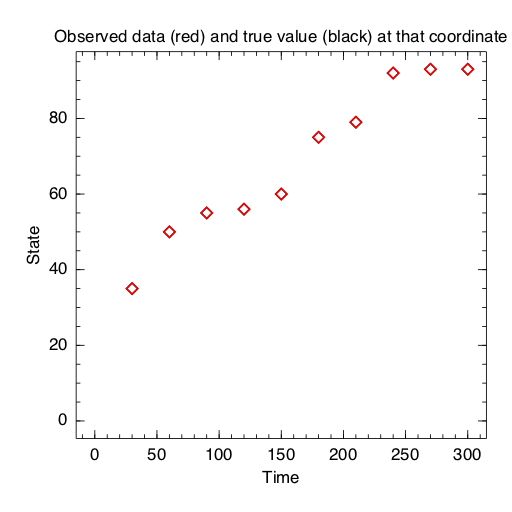 Observed data (red) and true value (black) at that coordinate
80
60
40
20
0
State
0 50 100 150 200 250 300
Time